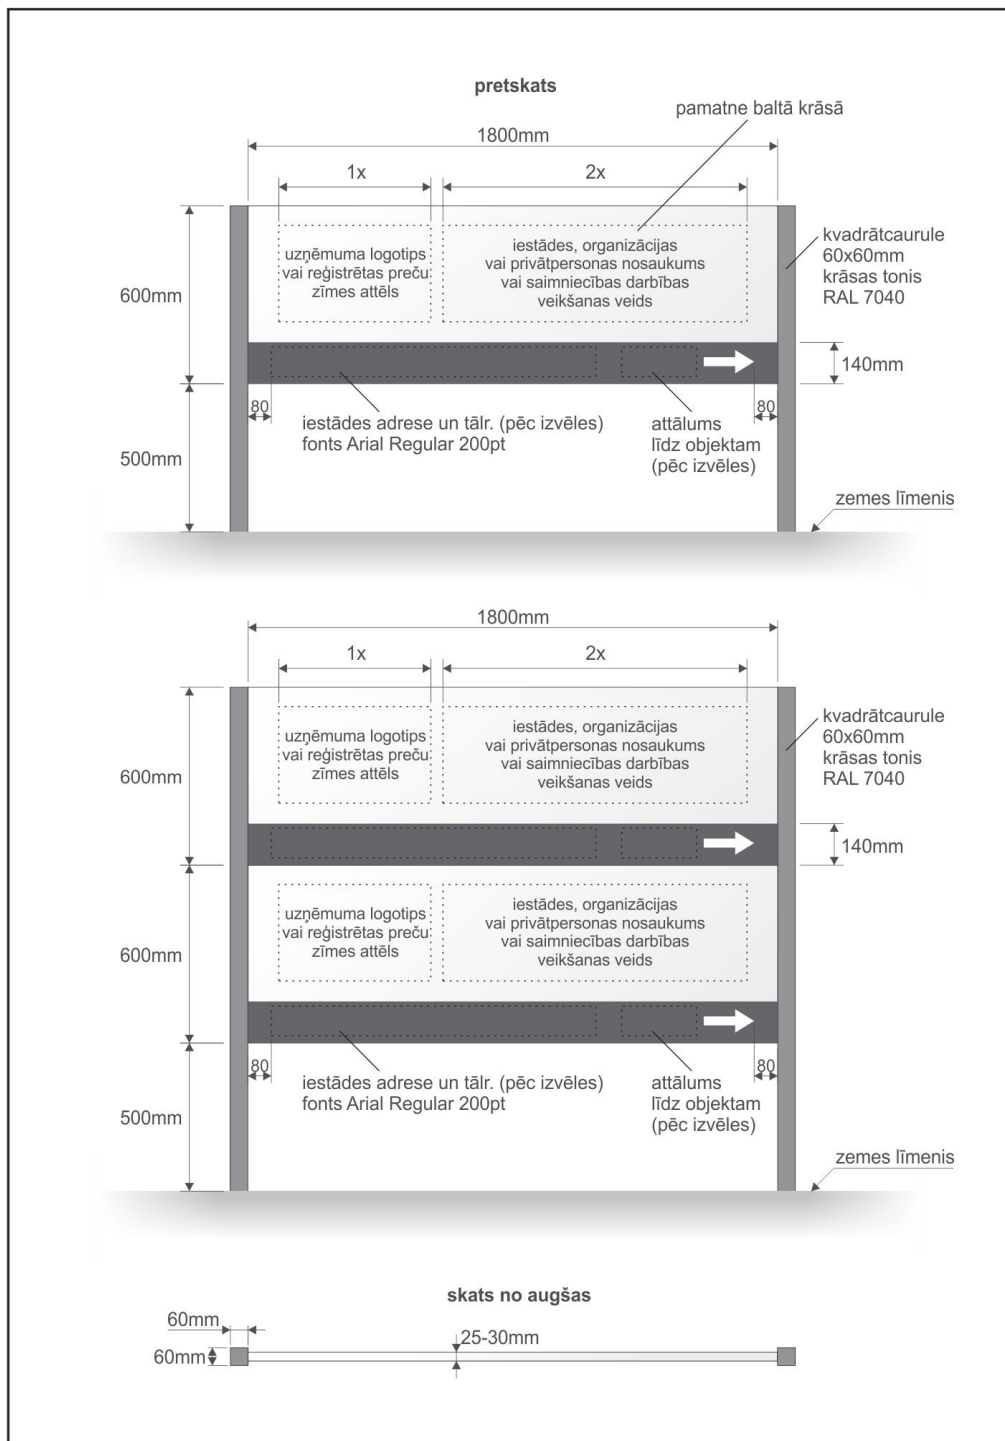 pretskats
pamatne baltā krāsā
1800mm
1x
2x
uzņēmuma logotips
vai reģistrētas preču
zīmes attēls
iestādes, organizācijas
vai privātpersonas nosaukums
vai saimniecības darbības
veikšanas veids
kvadrātcaurule
60x60mm
krāsas tonis
RAL 7040
600mm
140mm
80
80
iestādes adrese un tālr. (pēc izvēles)
fonts Arial Regular 200pt
attālums
līdz objektam
(pēc izvēles)
500mm
zemes līmenis
1800mm
1x
2x
uzņēmuma logotips
vai reģistrētas preču
zīmes attēls
iestādes, organizācijas
vai privātpersonas nosaukums
vai saimniecības darbības
veikšanas veids
kvadrātcaurule
60x60mm
krāsas tonis
RAL 7040
600mm
140mm
uzņēmuma logotips
vai reģistrētas preču
zīmes attēls
iestādes, organizācijas
vai privātpersonas nosaukums
vai saimniecības darbības
veikšanas veids
600mm
80
80
iestādes adrese un tālr. (pēc izvēles)
fonts Arial Regular 200pt
attālums
līdz objektam
(pēc izvēles)
500mm
zemes līmenis
skats no augšas
60mm
25-30mm
60mm